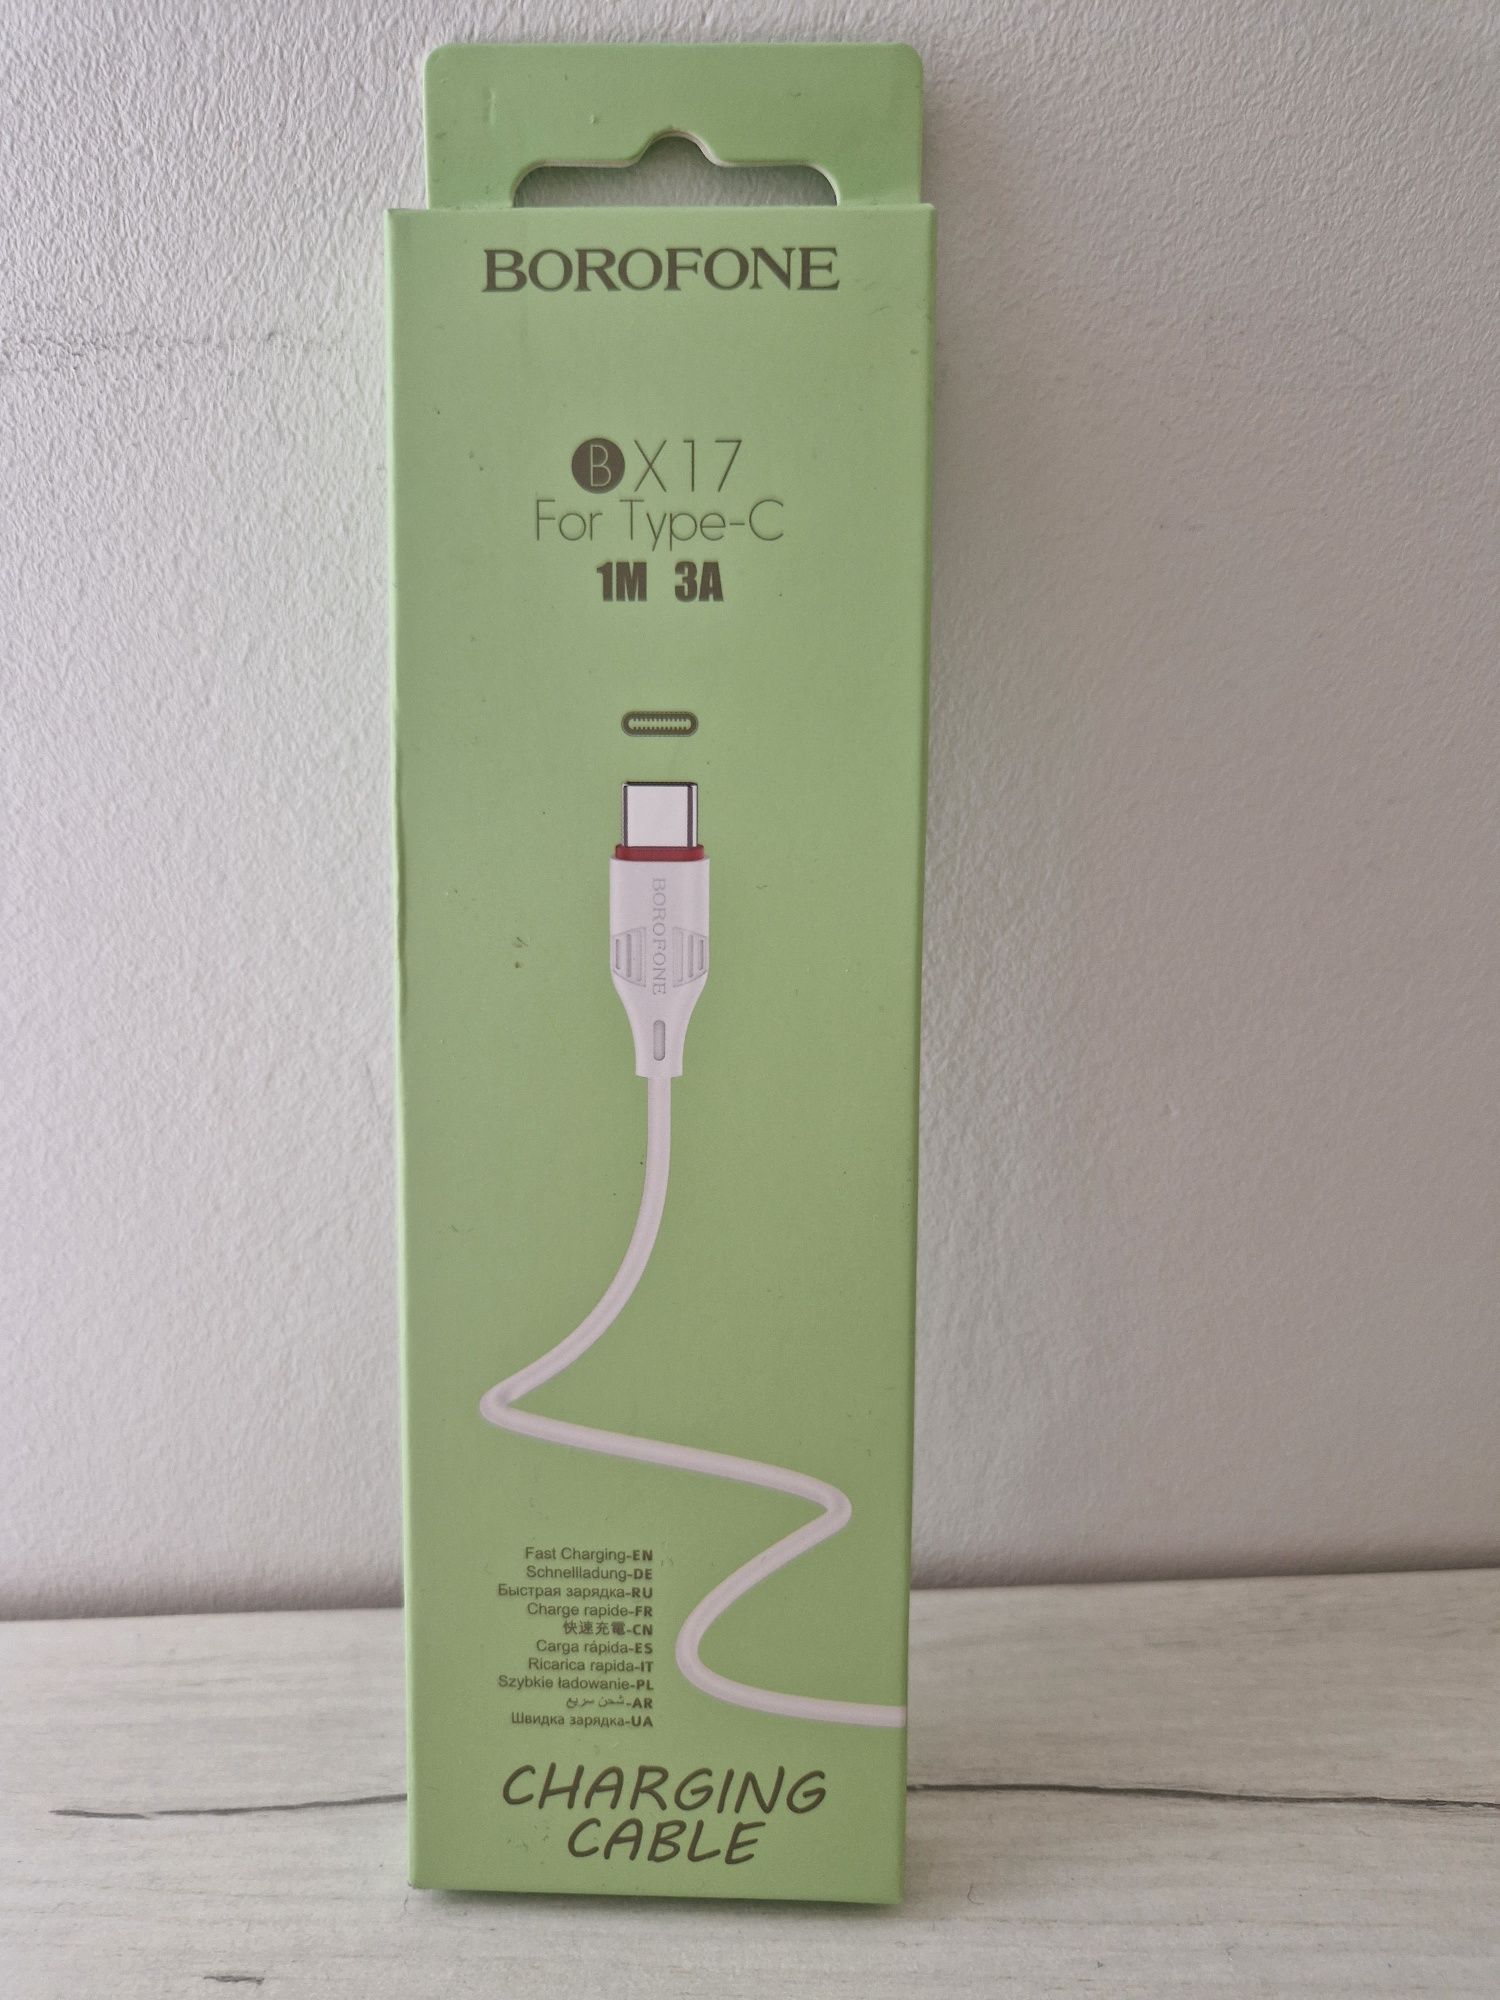 BOROFONE
BX17
For Type-C
1M 3A
BOROFONE
Fast Charging-EN
Schnellladung-DE
Быстрая зарядка-RU
Charge rapide-FR
快速充電-CN
Carga rápida-ES
Ricarica rapida-IT
Szybkie ładowanie-PL
شحن سريع-AR
Швидка зарядка-UA
CHARGING
CABLE